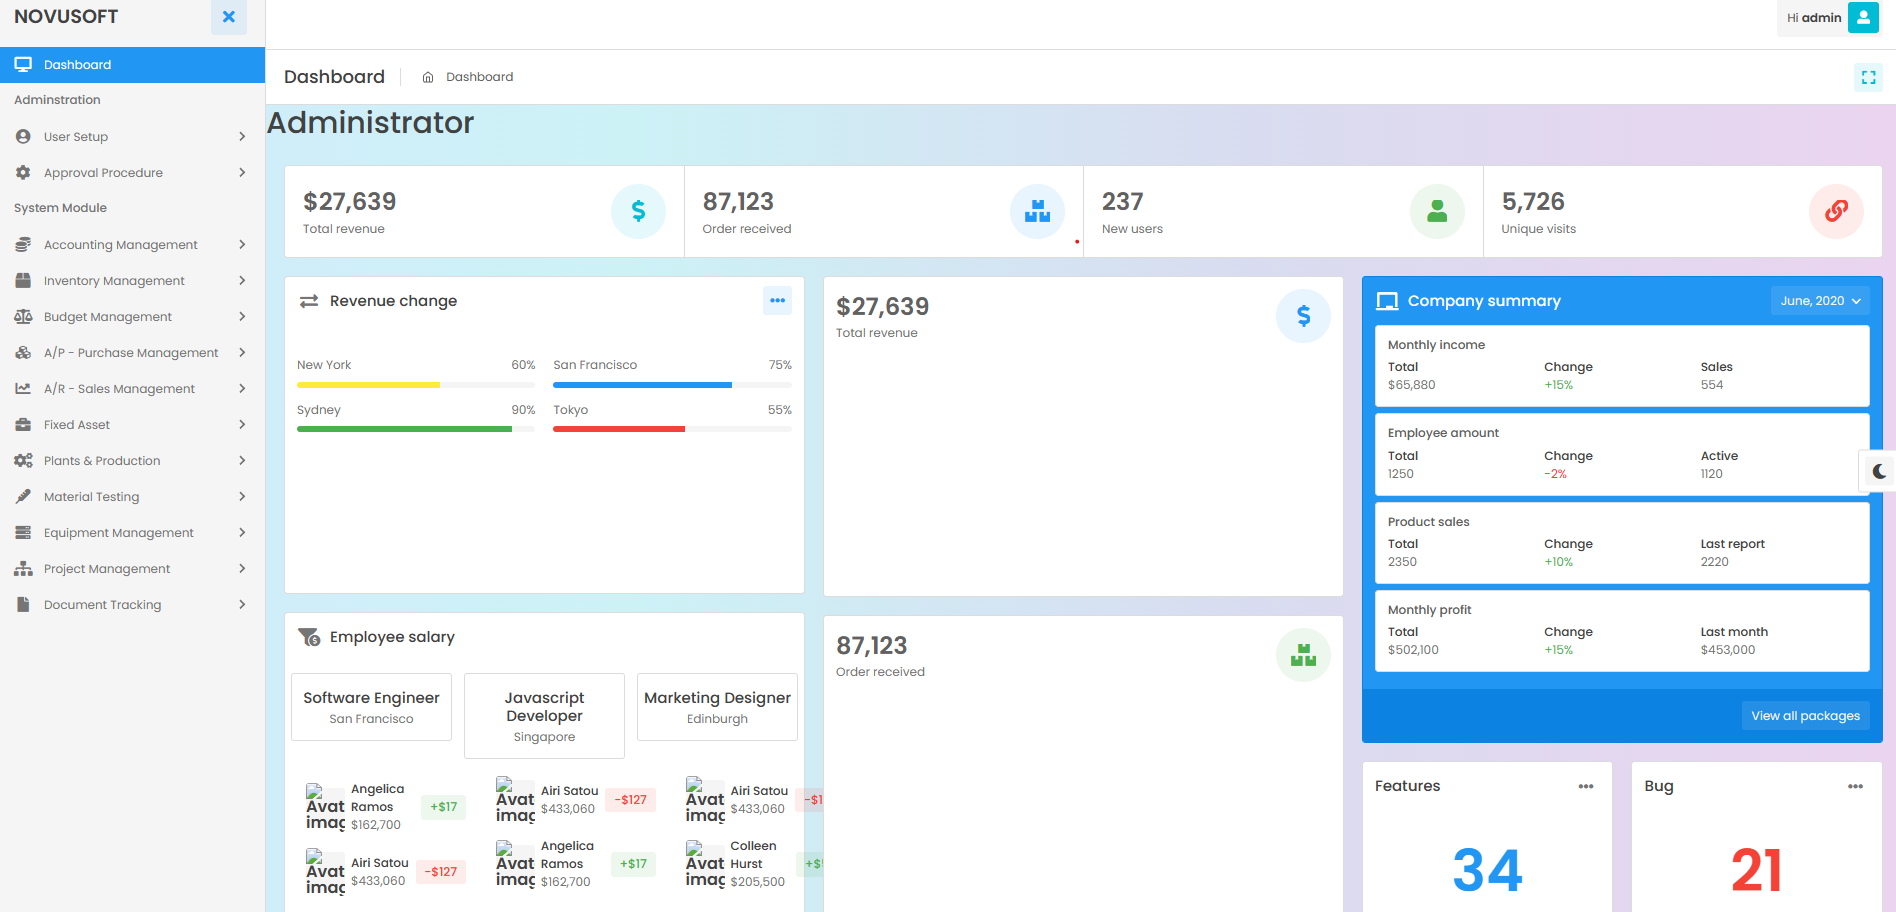 NOVUSOFT
Hi admin
Dashboard
Adminstration
User Setup
Approval Procedure
System Module
Accounting Management
Inventory Management
Budget Management
A/P - Purchase Management
A/R - Sales Management
Fixed Asset
Plants & Production
Material Testing
Equipment Management
Project Management
Document Tracking
Dashboard
Dashboard
Administrator
$27,639
Total revenue
87,123
Order received
237
New users
5,726
Unique visits
Revenue change
New York 60%
San Francisco 75%
Sydney 90%
Tokyo 55%
Employee salary
Software Engineer
San Francisco
Javascript
Developer
Singapore
Marketing Designer
Edinburgh
Avat
imag
Angelica
Ramos
$162,700
+$17
Avat
imag
Airi Satou
$433,060
-$127
Avat
imag
Airi Satou
$433,060
-$1
Avat
imag
Airi Satou
$433,060
-$127
Avat
imag
Angelica
Ramos
$162,700
+$17
Avat
imag
Colleen
Hurst
$205,500
+$
$27,639
Total revenue
87,123
Order received
Company summary
June, 2020
Monthly income
Total Change Sales
$65,880 +15% 554
Employee amount
Total Change Active
1250 -2% 1120
Product sales
Total Change Last report
2350 +10% 2220
Monthly profit
Total Change Last month
$502,100 +15% $453,000
View all packages
Features
34
Bug
21